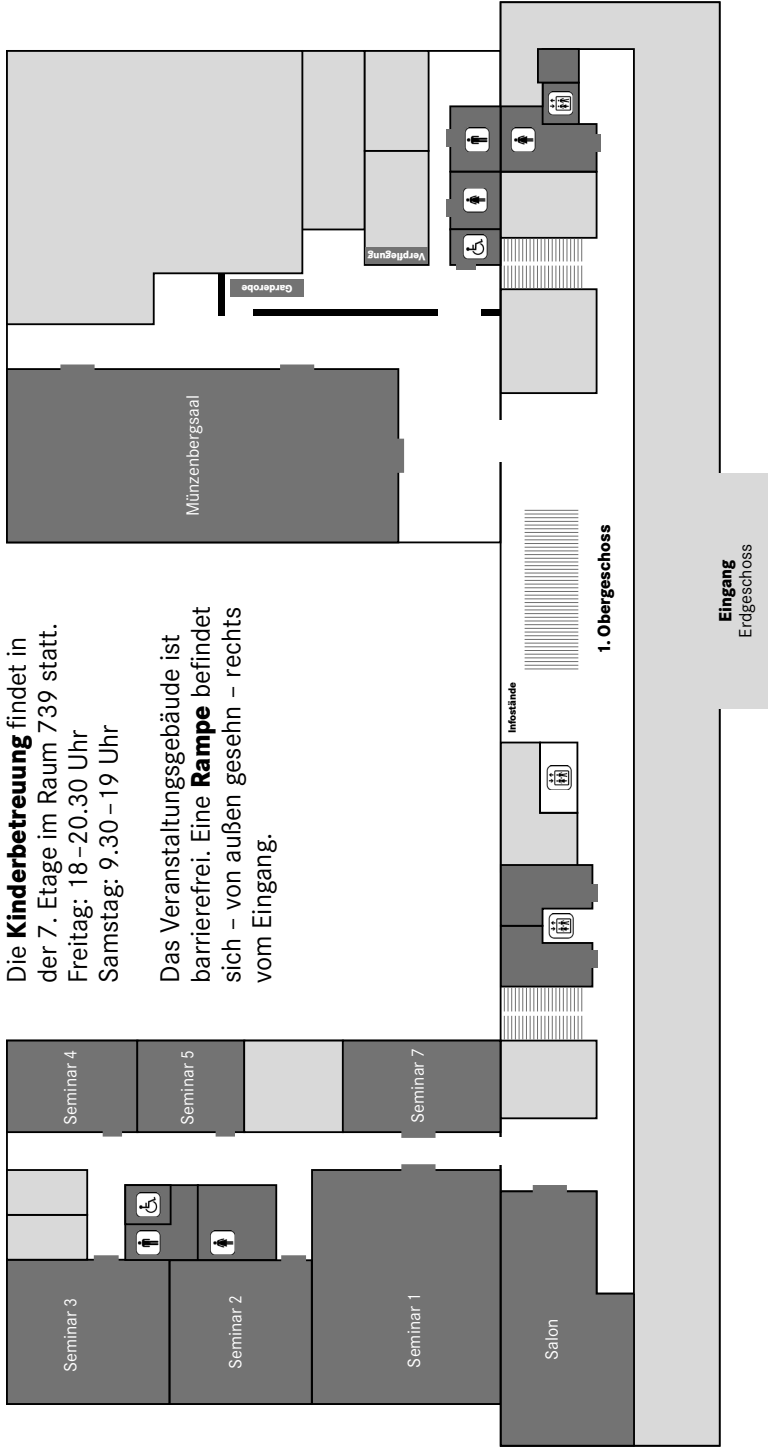 Die Kinderbetreuung findet in
der 7. Etage im Raum 739 statt.
Freitag: 18–20.30 Uhr
Samstag: 9.30–19 Uhr
Das Veranstaltungsgebäude ist
barrierefrei. Eine Rampe befindet
sich – von außen gesehn – rechts
vom Eingang.
Seminar 3
Seminar 2
Seminar 1
Salon
Seminar 4
Seminar 5
Seminar 7
Infostände
1. Obergeschoss
Eingang
Erdgeschoss
Münzenbergsaal
Garderobe
Verpflegung